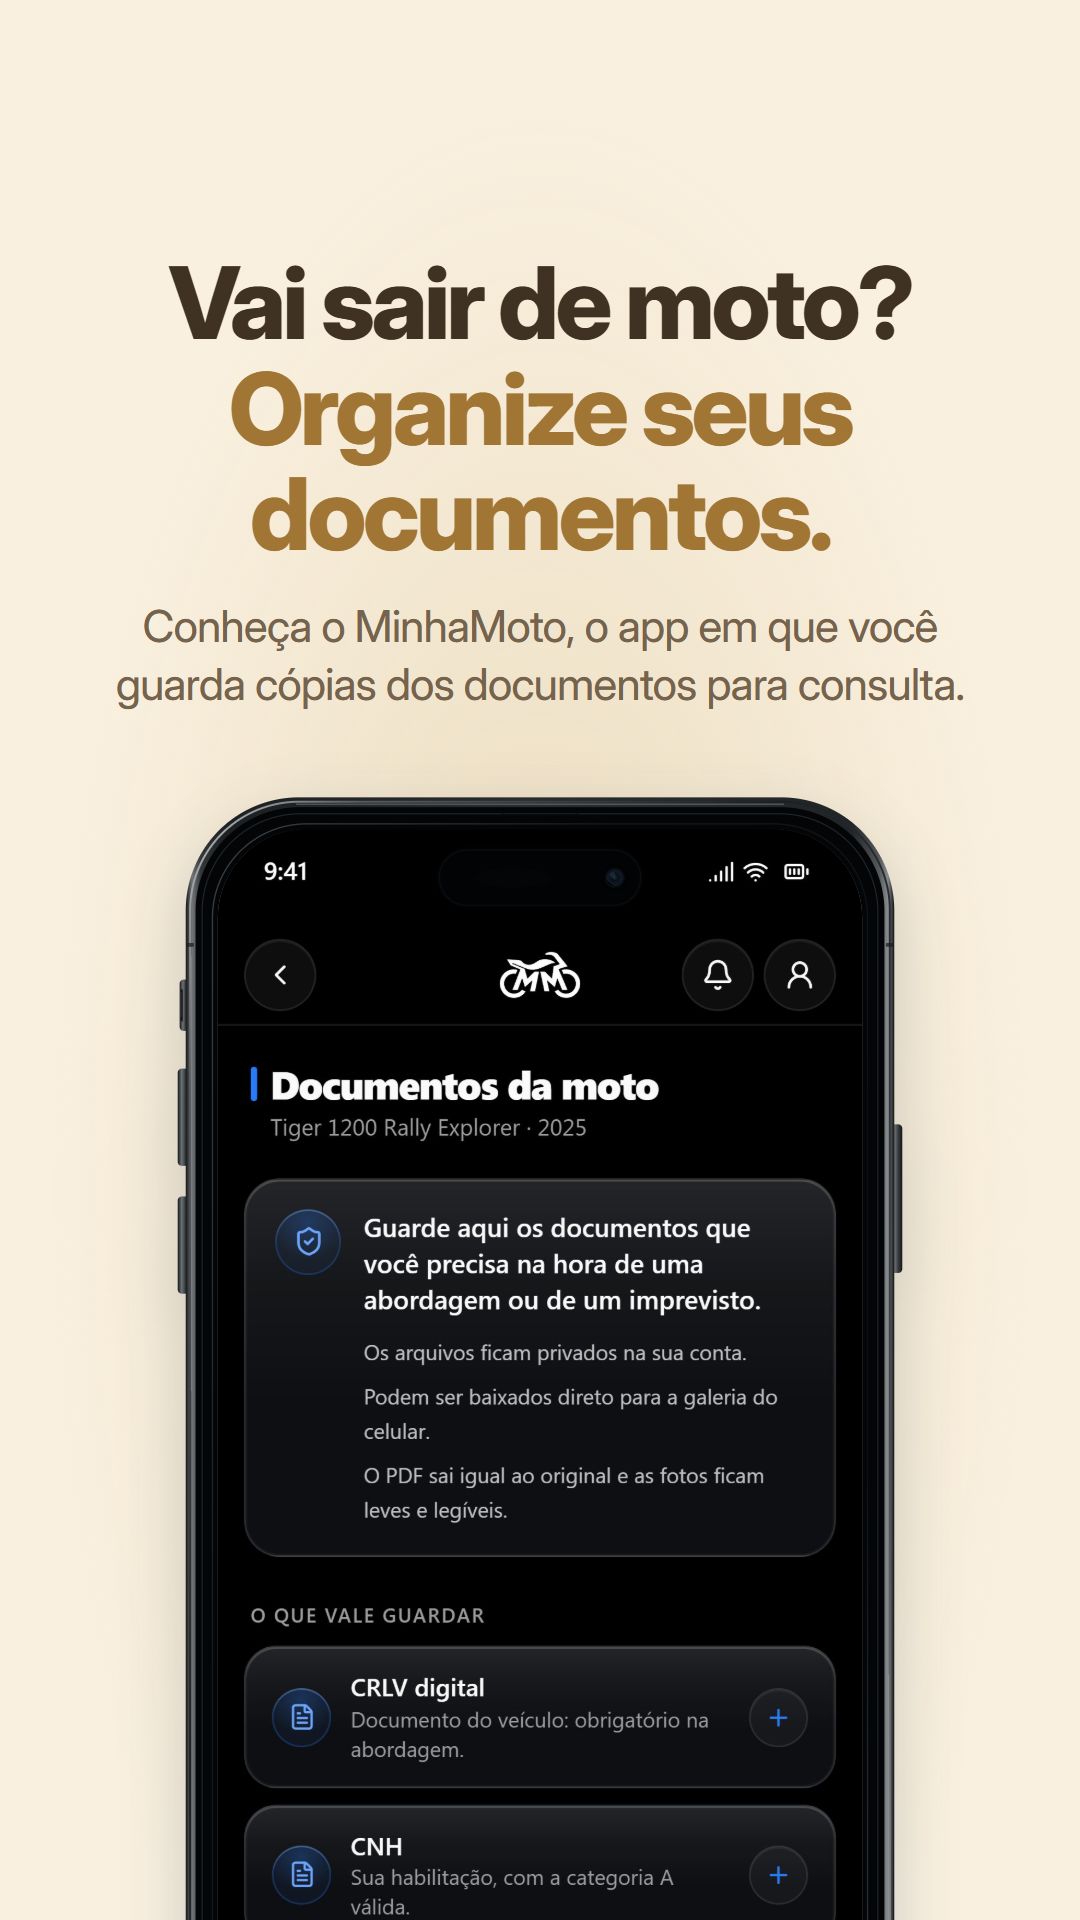 Vai sair de moto?
Organize seus
documentos.
Conheça o MinhaMoto, o app em que você
guarda cópias dos documentos para consulta.
9:41
MM
Documentos da moto
Tiger 1200 Rally Explorer · 2025
Guarde aqui os documentos que
você precisa na hora de uma
abordagem ou de um imprevisto.
Os arquivos ficam privados na sua conta.
Podem ser baixados direto para a galeria do
celular.
O PDF sai igual ao original e as fotos ficam
leves e legíveis.
O QUE VALE GUARDAR
CRLV digital
Documento do veículo: obrigatório na
abordagem.
CNH
Sua habilitação, com a categoria A
válida.